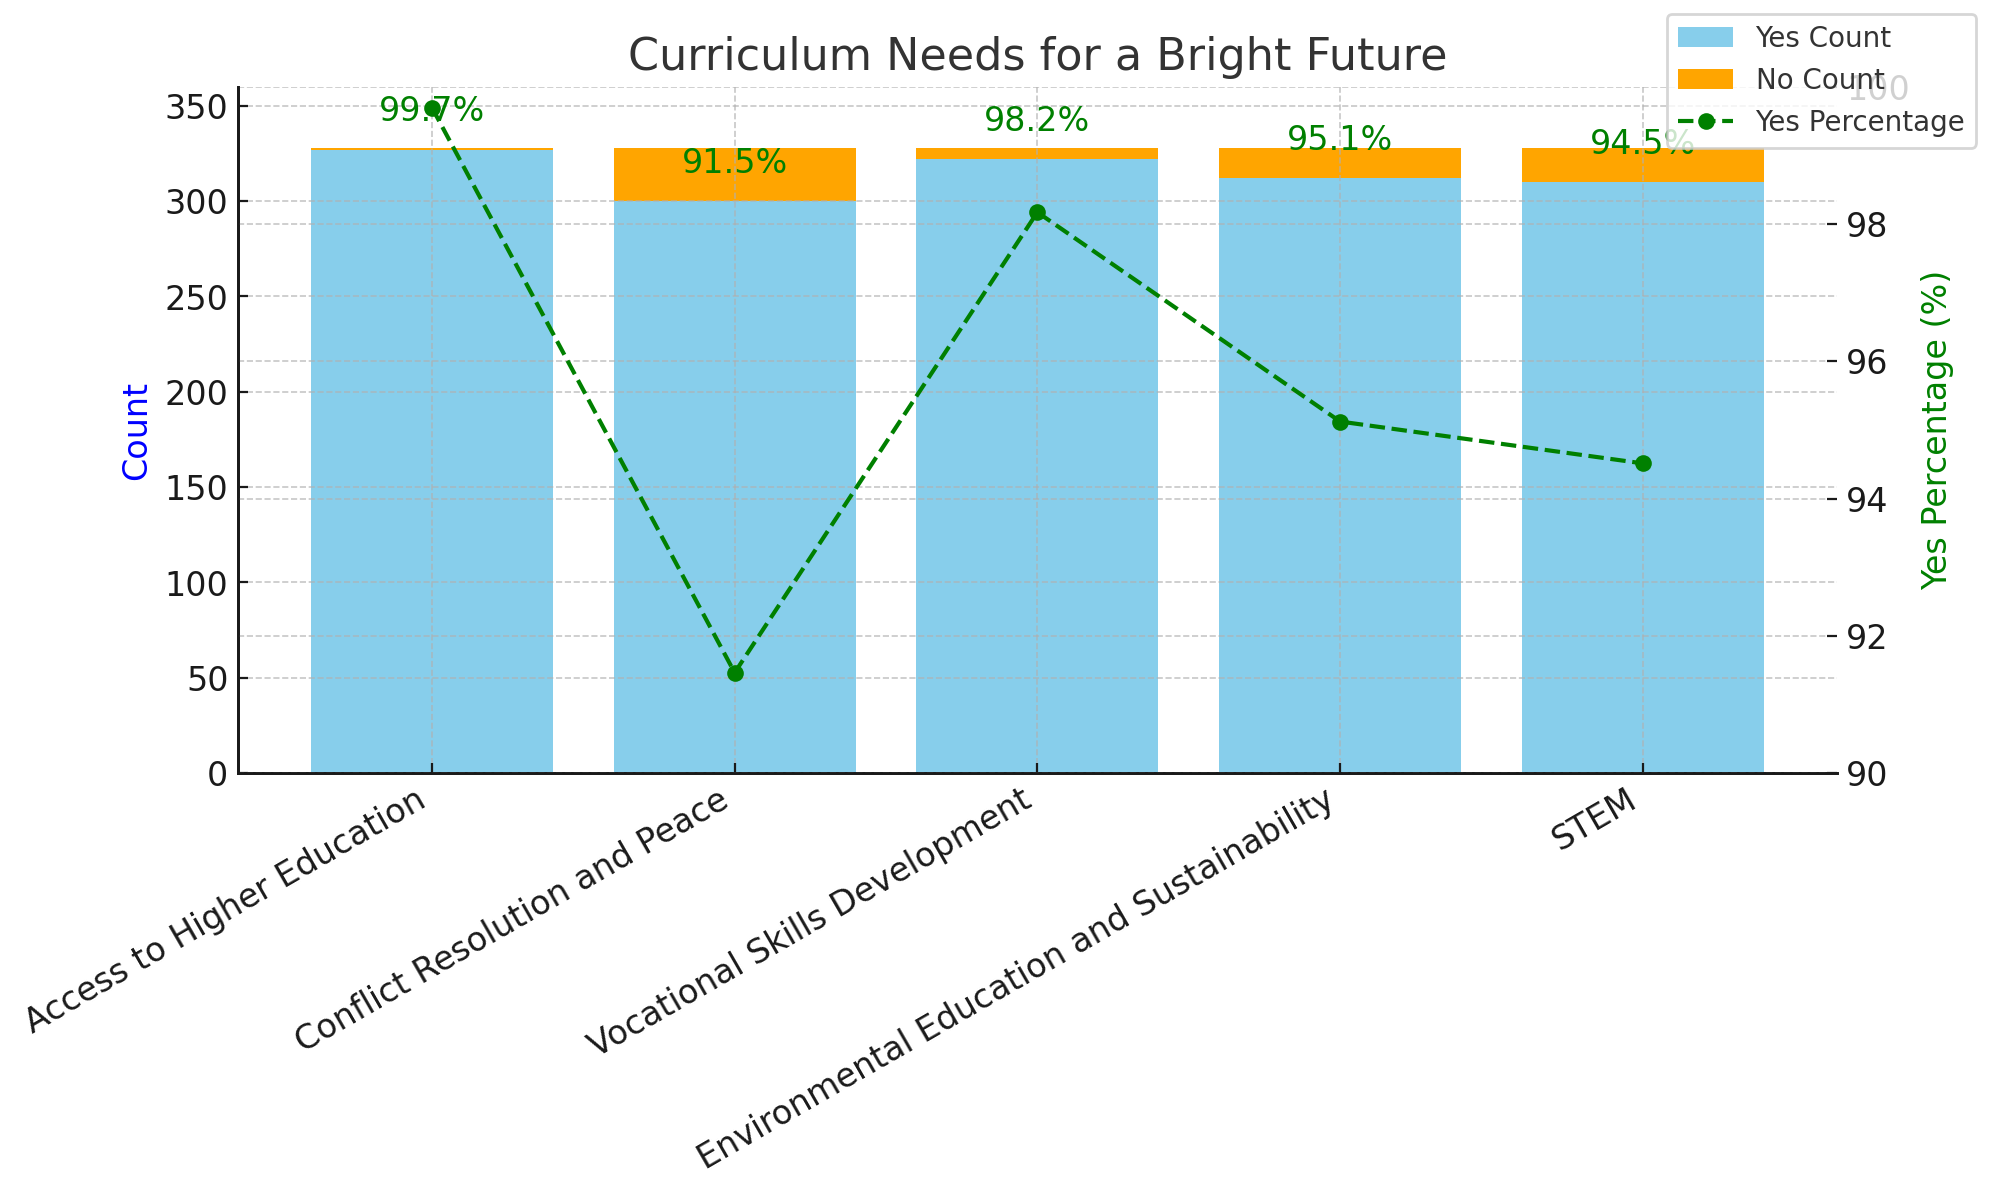 Curriculum Needs for a Bright Future
Yes Count
No Count
Yes Percentage
350
300
250
200
150
100
50
0
Count
99.7%
91.5%
98.2%
95.1%
94.5%
100
98
96
94
92
90
Yes Percentage (%)
Access to Higher Education
Conflict Resolution and Peace
Vocational Skills Development
Environmental Education and Sustainability
STEM